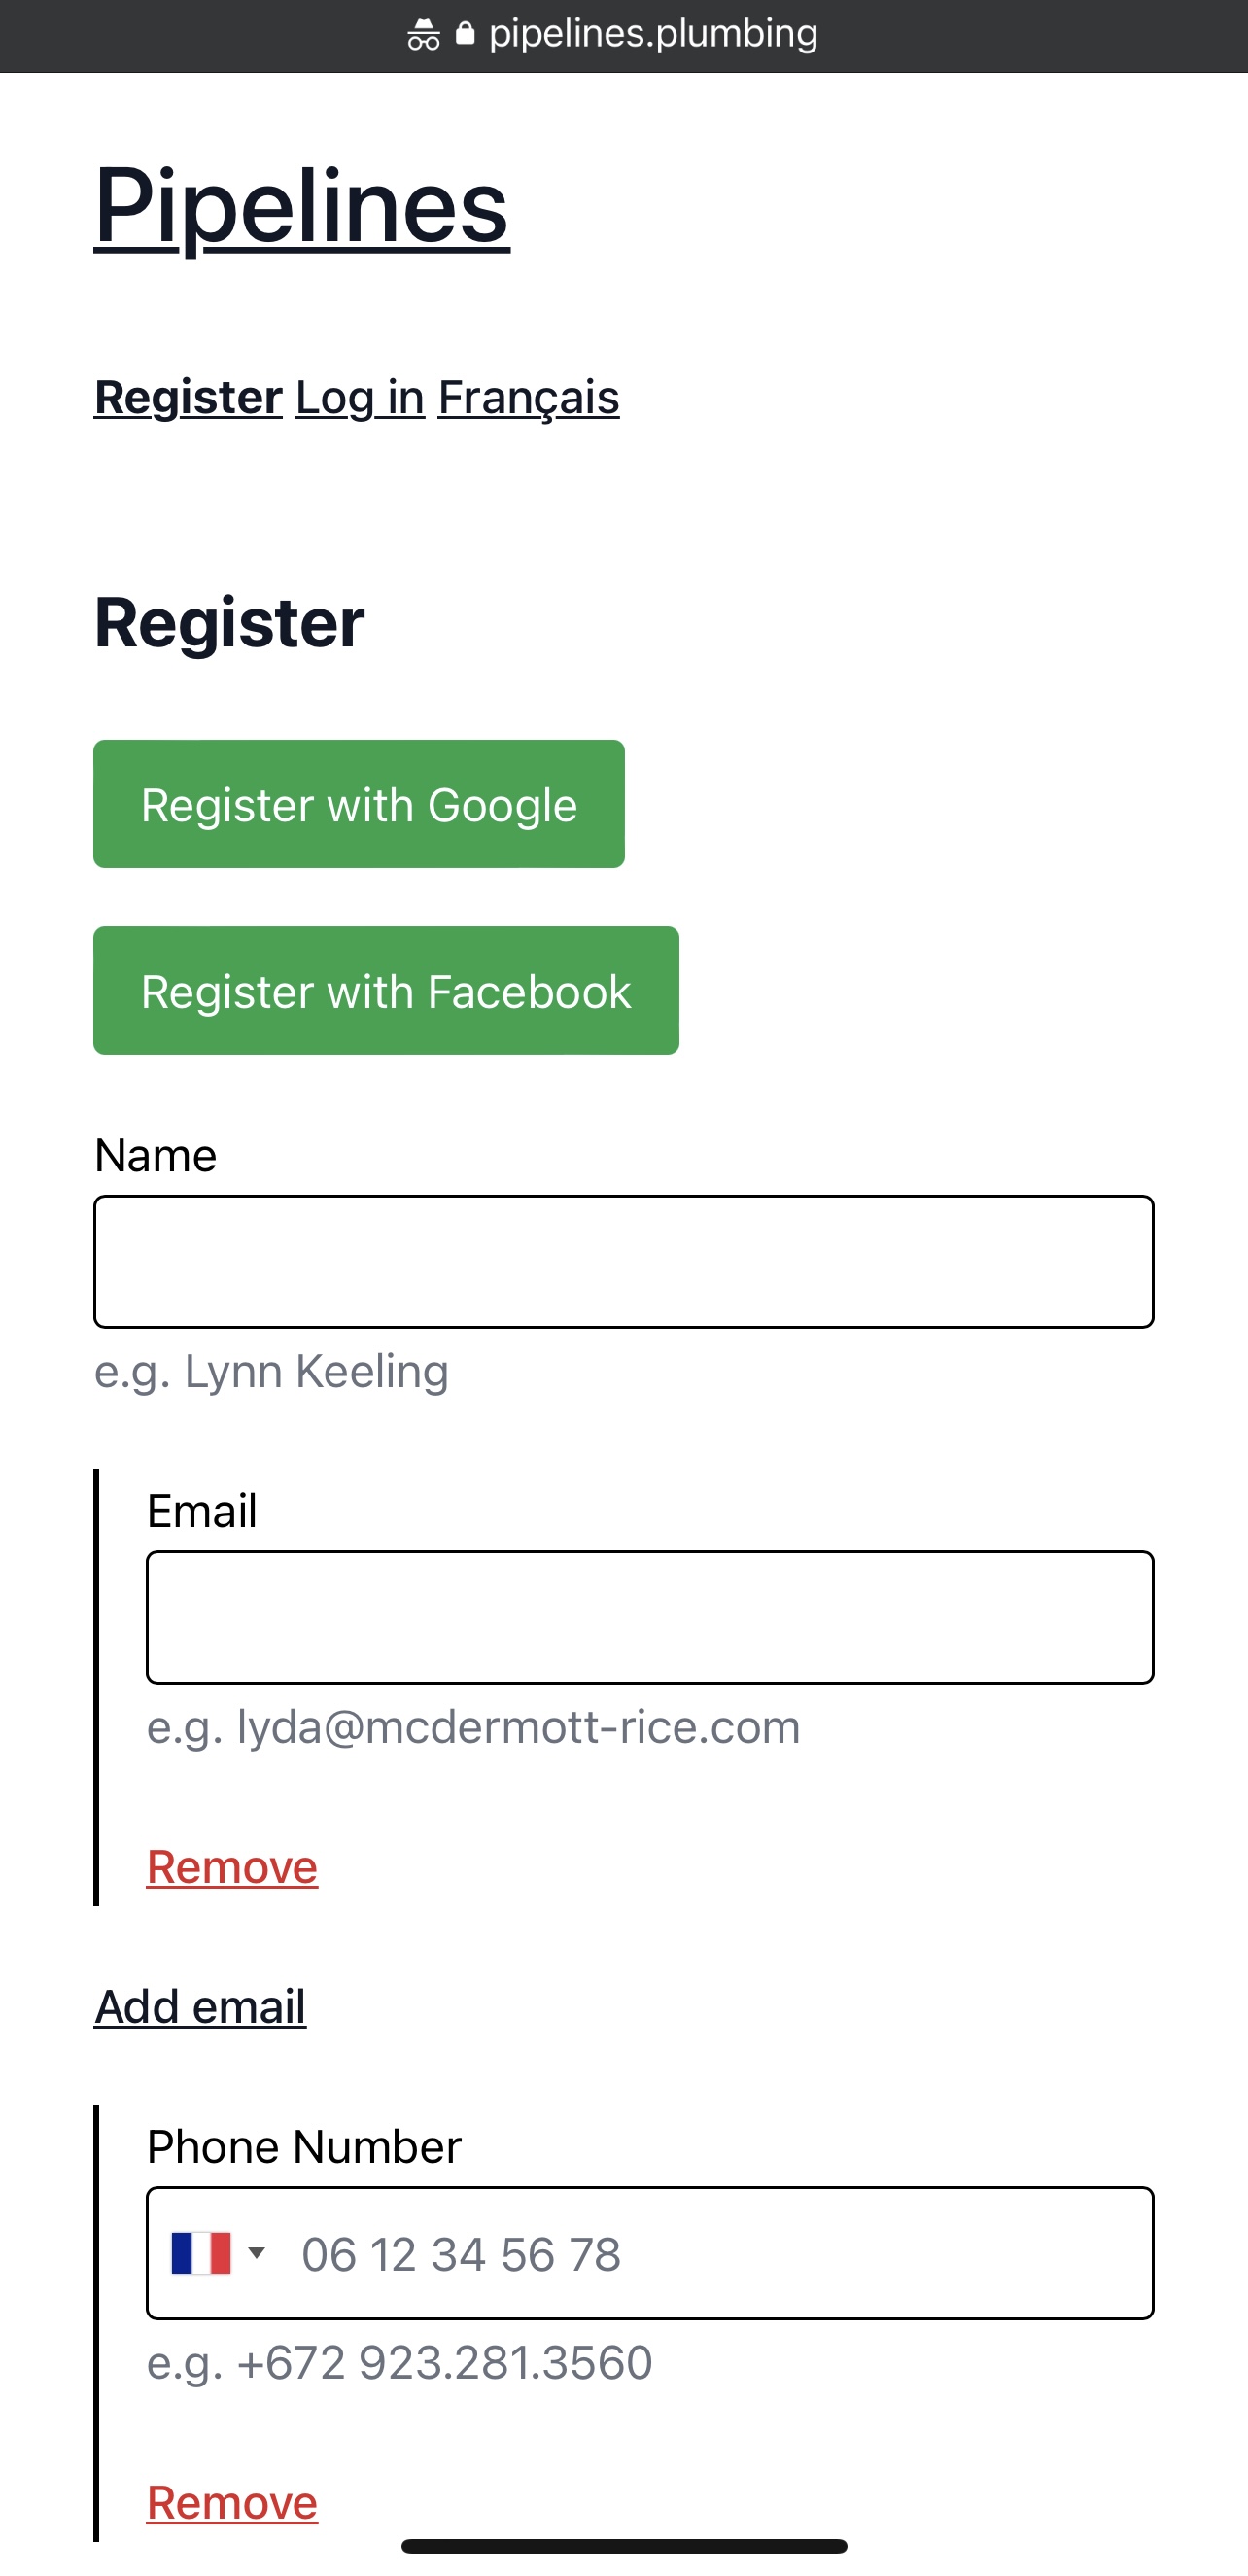 pipelines.plumbing
Pipelines
Register Log in Français
Register
Register with Google
Register with Facebook
Name
e.g. Lynn Keeling
Email
e.g. lyda@mcdermott-rice.com
Remove
Add email
Phone Number
06 12 34 56 78
e.g. +672 923.281.3560
Remove